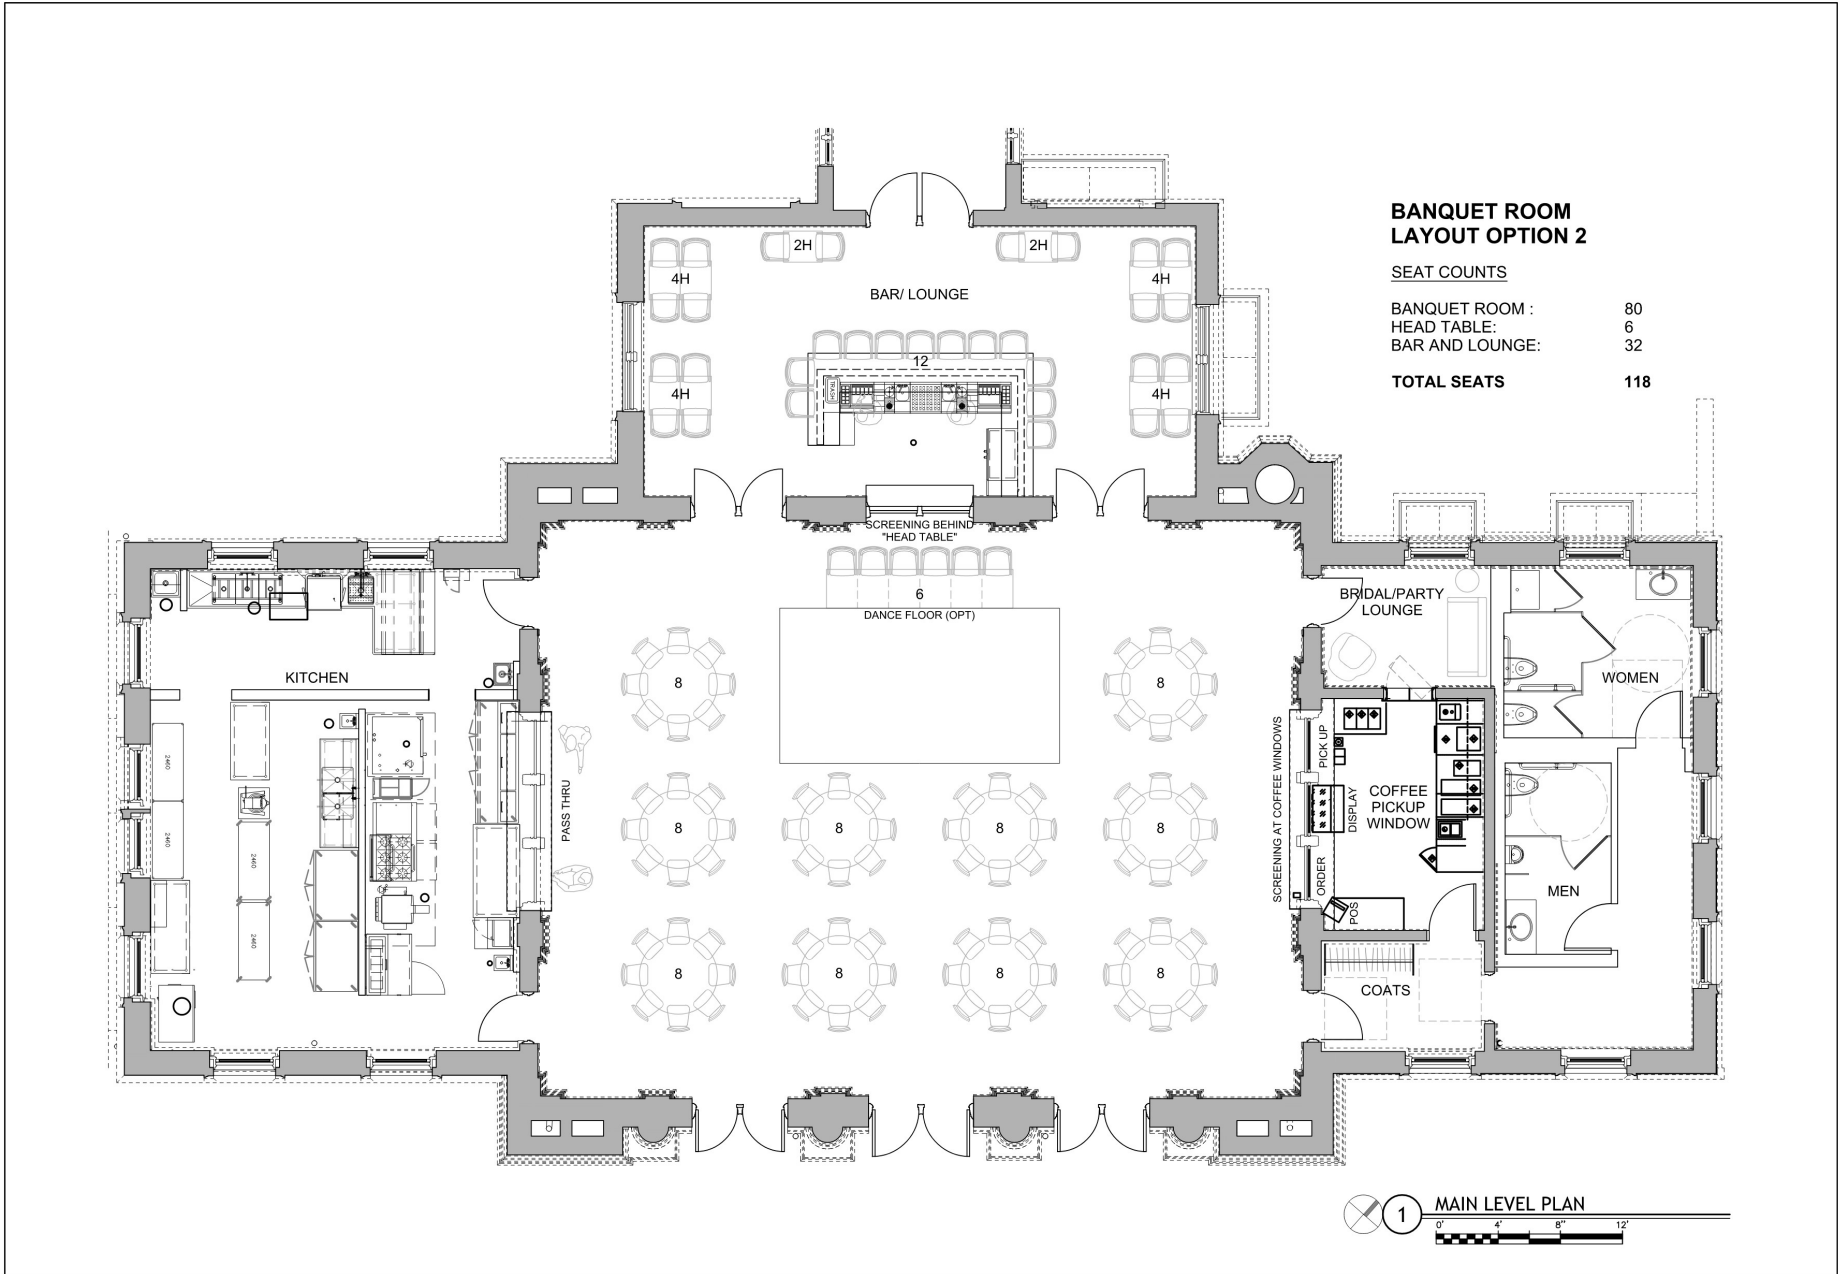 BANQUET ROOM
LAYOUT OPTION 2
SEAT COUNTS
BANQUET ROOM : 80
HEAD TABLE: 6
BAR AND LOUNGE: 32
TOTAL SEATS 118
2H 2H
4H 4H
BAR/ LOUNGE
12
TRASH
4H 4H
SCREENING BEHIND
"HEAD TABLE"
6
DANCE FLOOR (OPT)
BRIDAL/PARTY
LOUNGE
KITCHEN
8 8
WOMEN
2460
2460
2460
2460
PASS THRU
8 8 8 8
SCREENING AT COFFEE WINDOWS
PICK UP
DISPLAY
ORDER
POS
COFFEE
PICKUP
WINDOW
MEN
8 8 8 8
COATS
1
MAIN LEVEL PLAN
0' 4' 8" 12'